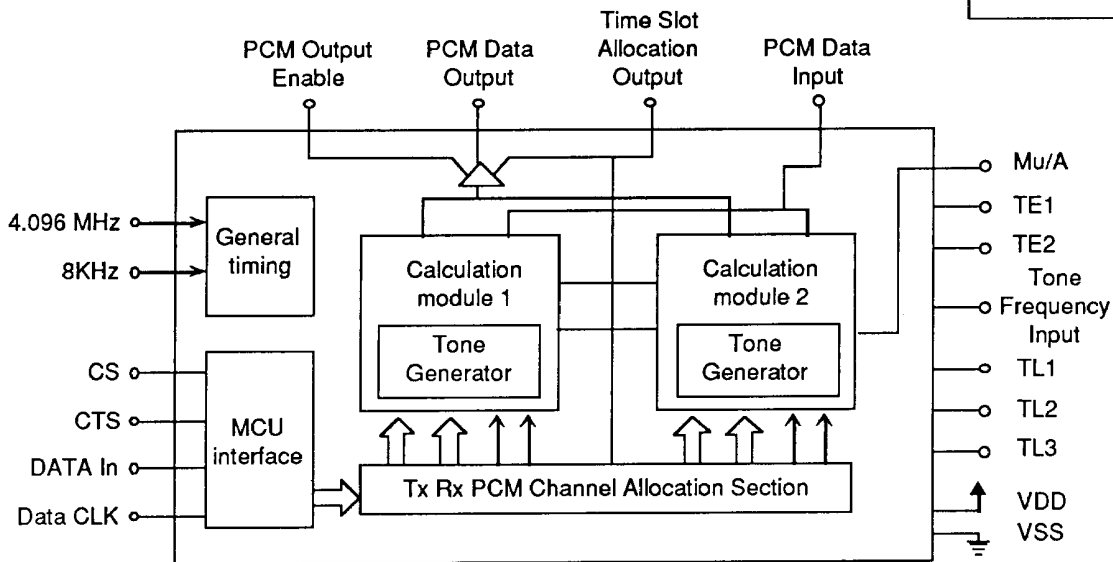 PCM Output
Enable
PCM Data
Output
Time Slot
Allocation
Output
PCM Data
Input
4.096 MHz
8KHz
General
timing
CS
CTS
DATA In
Data CLK
MCU
interface
Calculation
module 1
Tone
Generator
Calculation
module 2
Tone
Generator
Tx Rx PCM Channel Allocation Section
Mu/A
TE1
TE2
Tone
Frequency
Input
TL1
TL2
TL3
VDD
VSS